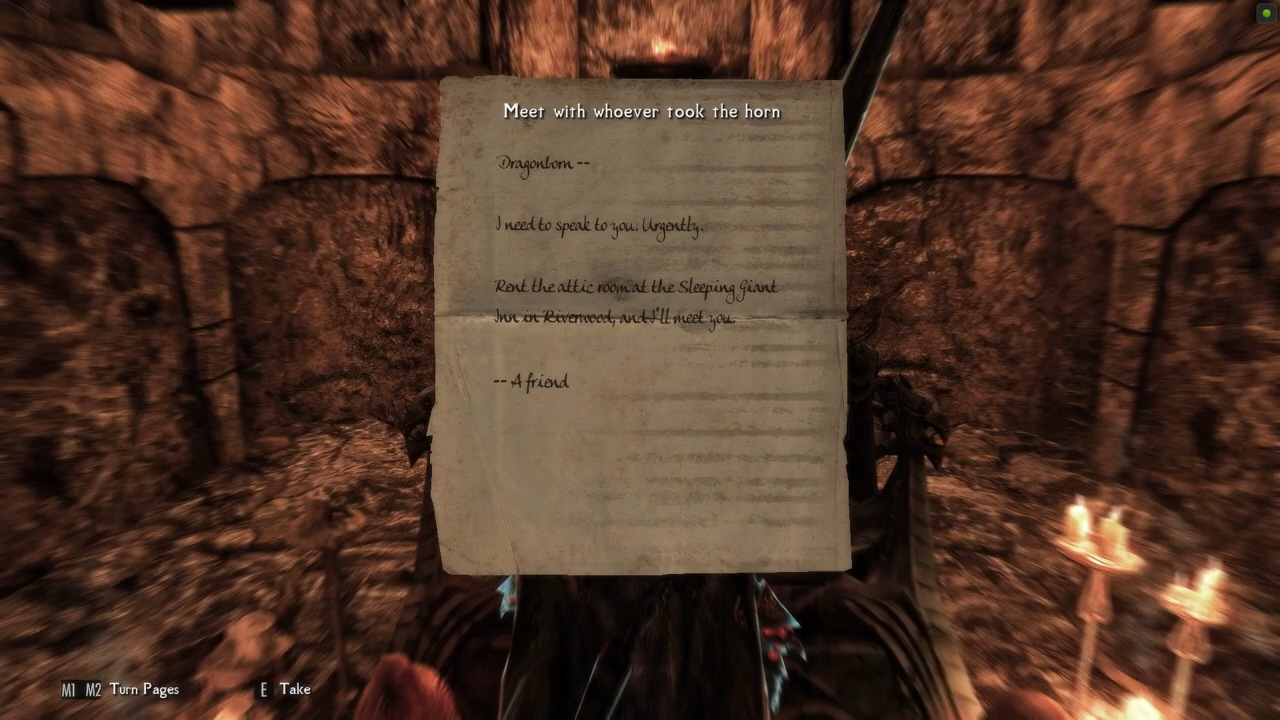 Meet with whoever took the horn
Dragonborn --
I need to speak to you. Urgently.
Rent the attic room at the Sleeping Giant
Inn in Riverwood, and I'll meet you.
-- A friend
M1 M2 Turn Pages E Take